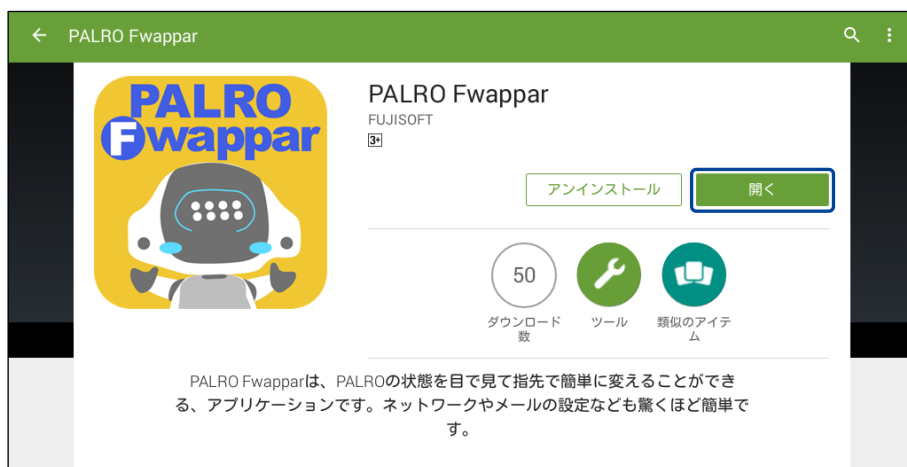 PALRO Fwappar
PALRO
Fwappar
PALRO Fwappar
FUJISOFT
3+
アンインストール
開く
50
ダウンロード
数
ツール
類似のアイテ
ム
PALRO Fwapparは、PALROの状態を目で見て指先で簡単に変えることができ
る、アプリケーションです。ネットワークやメールの設定なども驚くほど簡単で
す。